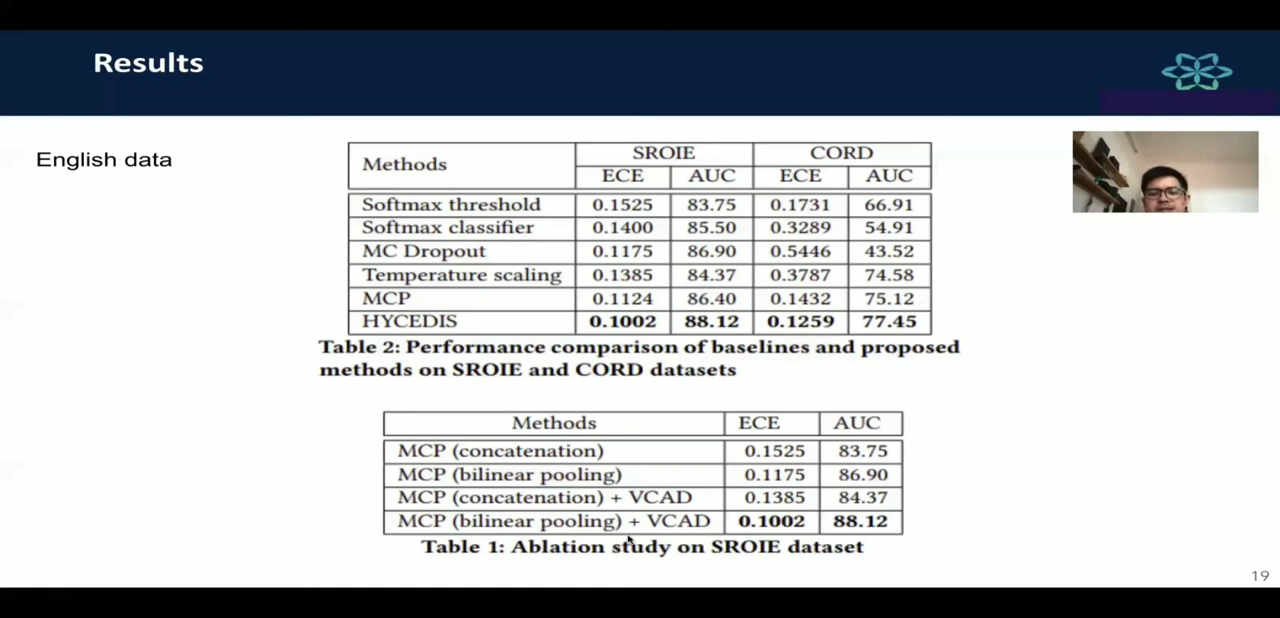 Results
English data
Methods SROIE CORD
ECE AUC ECE AUC
Softmax threshold 0.1525 83.75 0.1731 66.91
Softmax classifier 0.1400 85.50 0.3289 54.91
MC Dropout 0.1175 86.90 0.5446 43.52
Temperature scaling 0.1385 84.37 0.3787 74.58
MCP 0.1124 86.40 0.1432 75.12
HYCEDIS 0.1002 88.12 0.1259 77.45
Table 2: Performance comparison of baselines and proposed
methods on SROIE and CORD datasets
Methods ECE AUC
MCP (concatenation) 0.1525 83.75
MCP (bilinear pooling) 0.1175 86.90
MCP (concatenation) + VCAD 0.1385 84.37
MCP (bilinear pooling) + VCAD 0.1002 88.12
Table 1: Ablation study on SROIE dataset
19